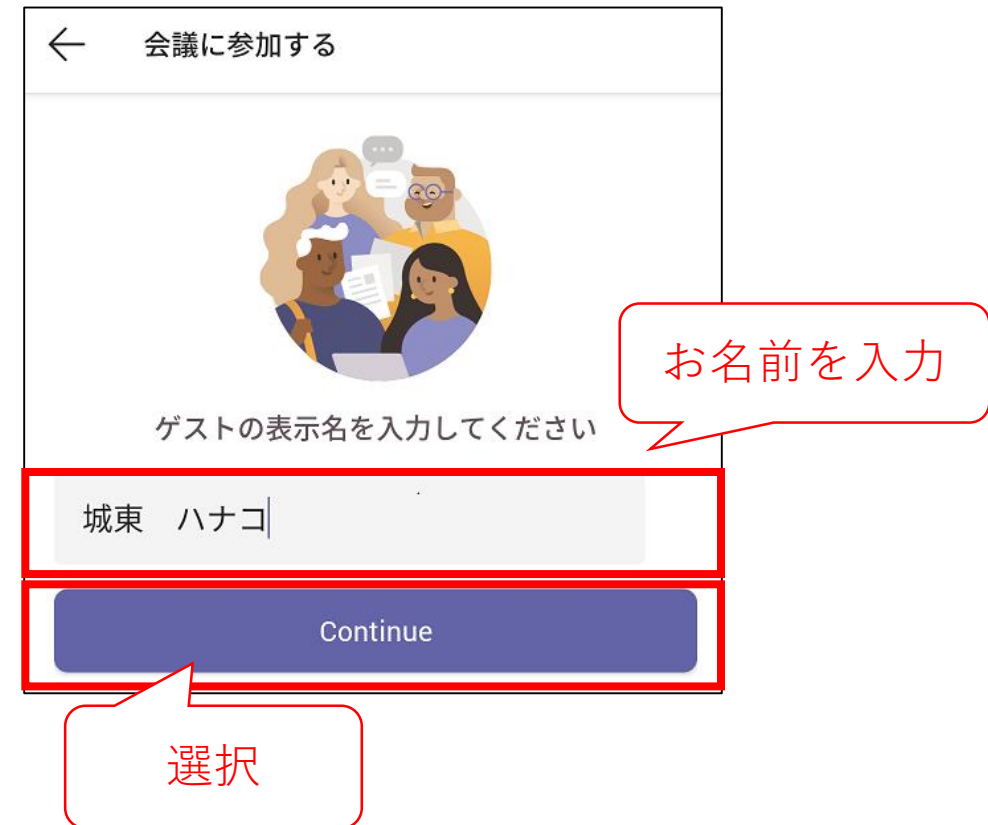 会議に参加する
お名前を入力
ゲストの表示名を入力してください
城東　ハナコ
Continue
選択